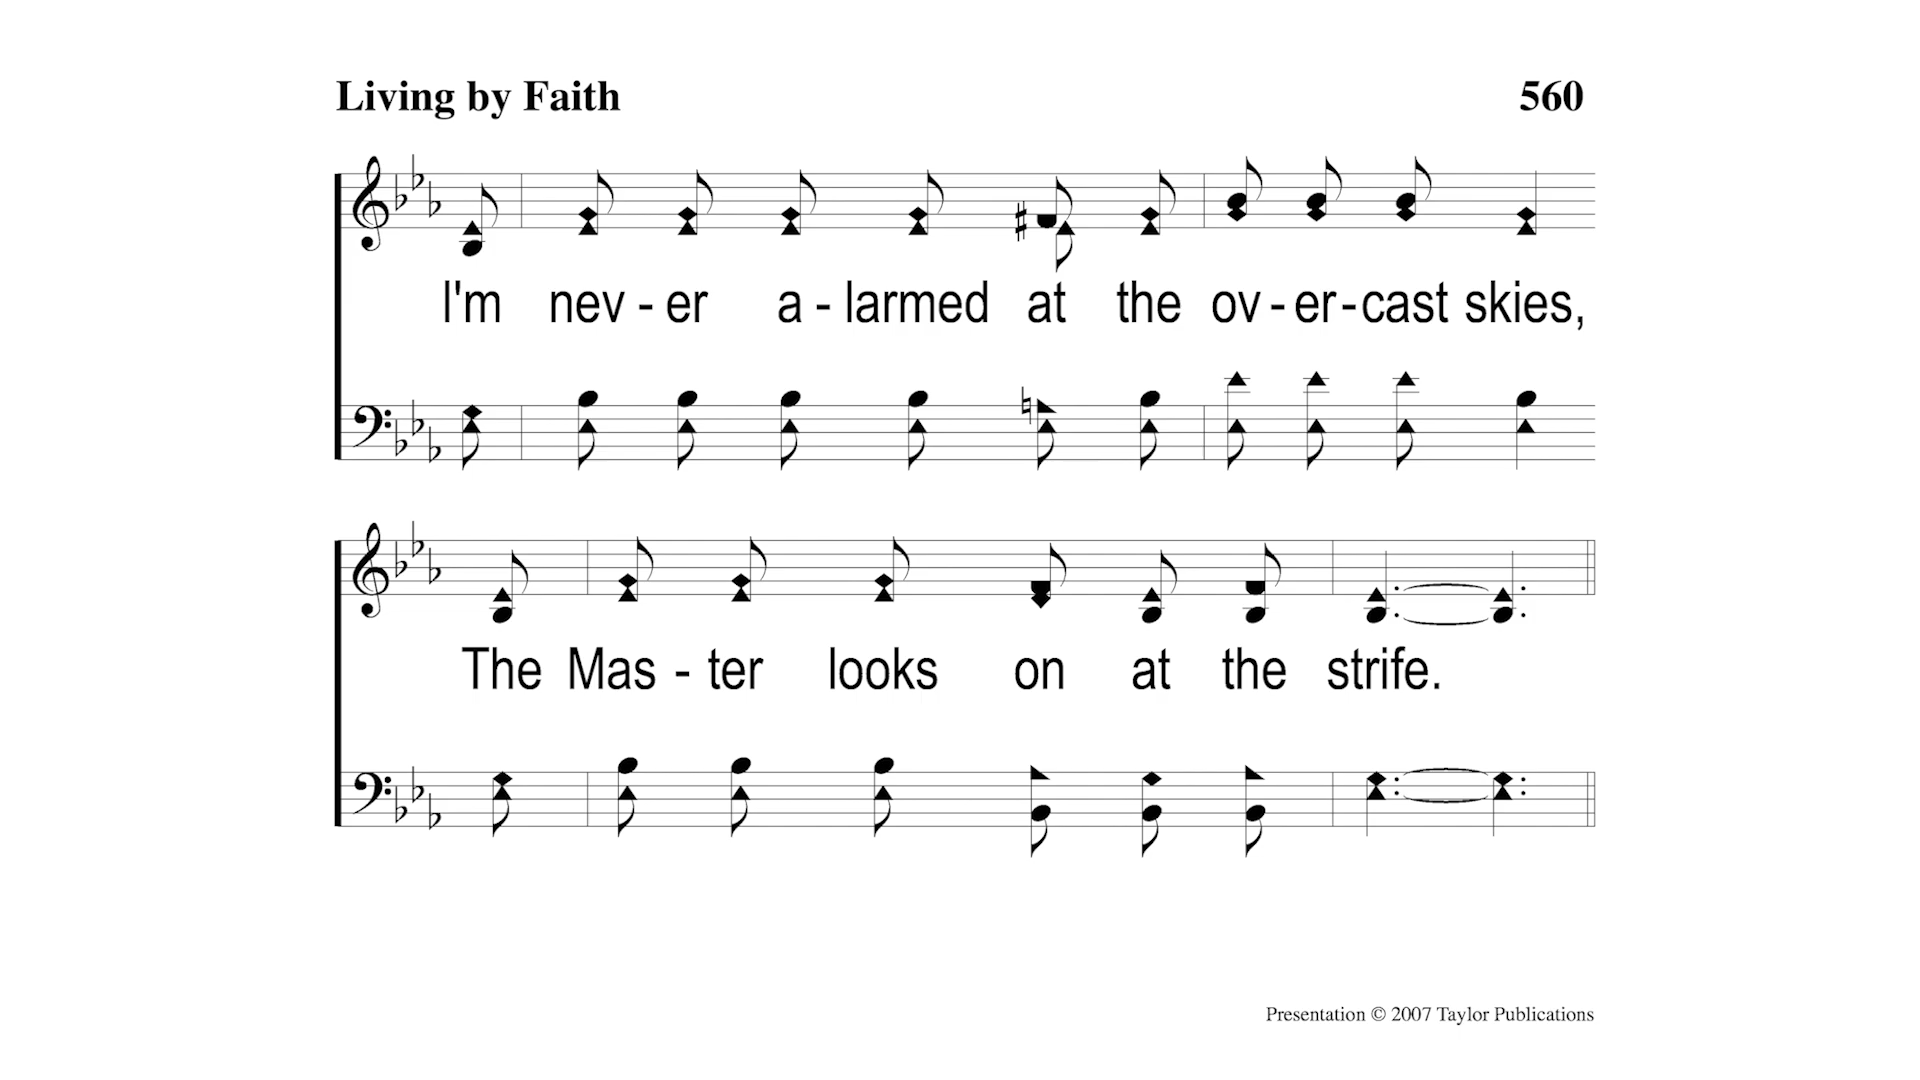 Living by Faith 560
I'm nev - er a - larmed at the ov - er - cast skies,
The Mas - ter looks on at the strife.
Presentation © 2007 Taylor Publications